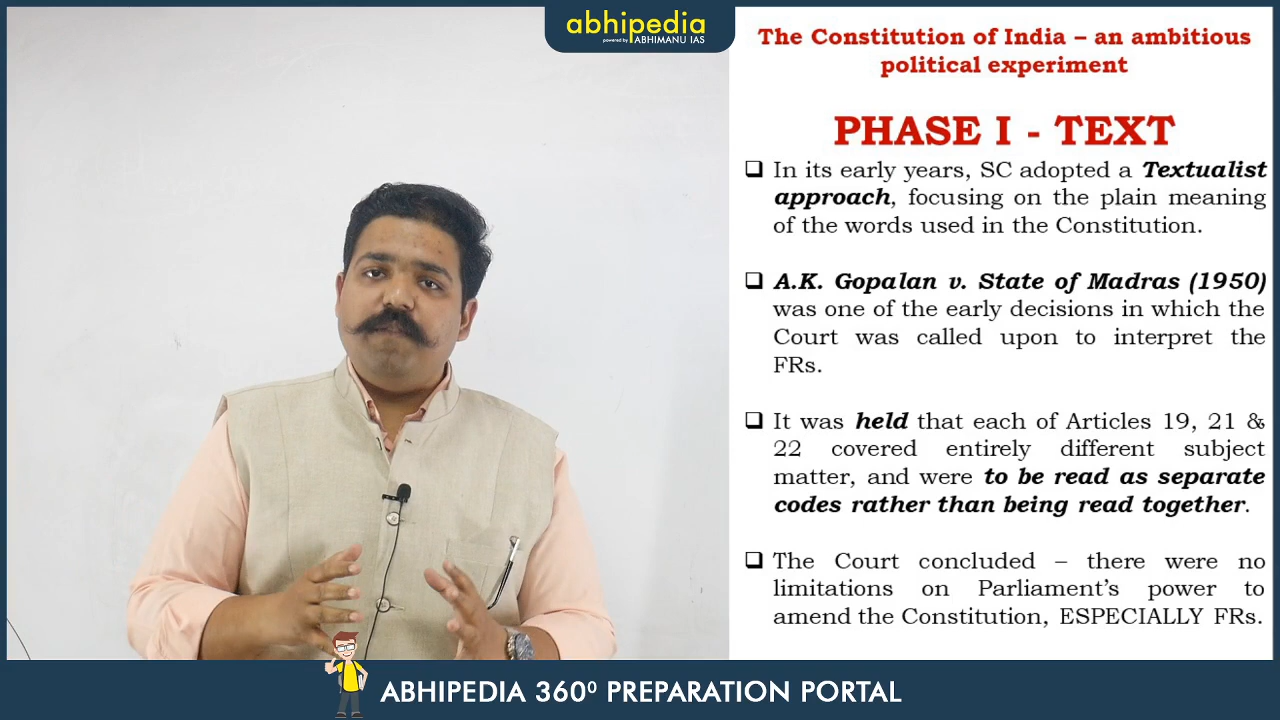 abhipedia
powered by ABHIMANU IAS
The Constitution of India – an ambitious
political experiment
PHASE I - TEXT
❑ In its early years, SC adopted a Textualist
approach, focusing on the plain meaning
of the words used in the Constitution.
❑ A.K. Gopalan v. State of Madras (1950)
was one of the early decisions in which the
Court was called upon to interpret the
FRs.
❑ It was held that each of Articles 19, 21 &
22 covered entirely different subject
matter, and were to be read as separate
codes rather than being read together.
❑ The Court concluded – there were no
limitations on Parliament's power to
amend the Constitution, ESPECIALLY FRs.
ABHIPEDIA 360⁰ PREPARATION PORTAL